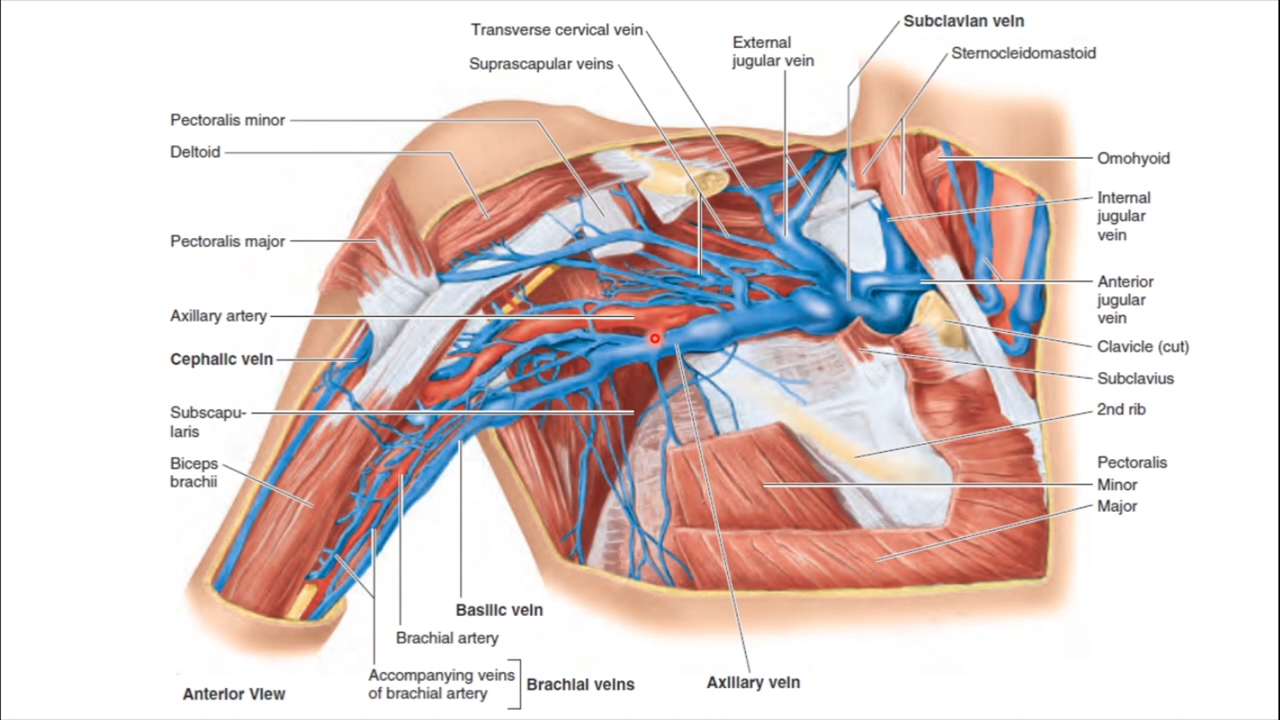 Transverse cervical vein
Suprascapular veins
External
jugular vein
Subclavian vein
Sternocleidomastoid
Pectoralis minor
Deltoid
Pectoralis major
Axillary artery
Cephalic vein
Subscapu-
laris
Biceps
brachii
Omohyoid
Internal
jugular
vein
Anterior
jugular
vein
Clavicle (cut)
Subclavius
2nd rib
Pectoralis
Minor
Major
Basilic vein
Brachial artery
Accompanying veins
of brachial artery
Brachial veins
Axillary vein
Anterior View